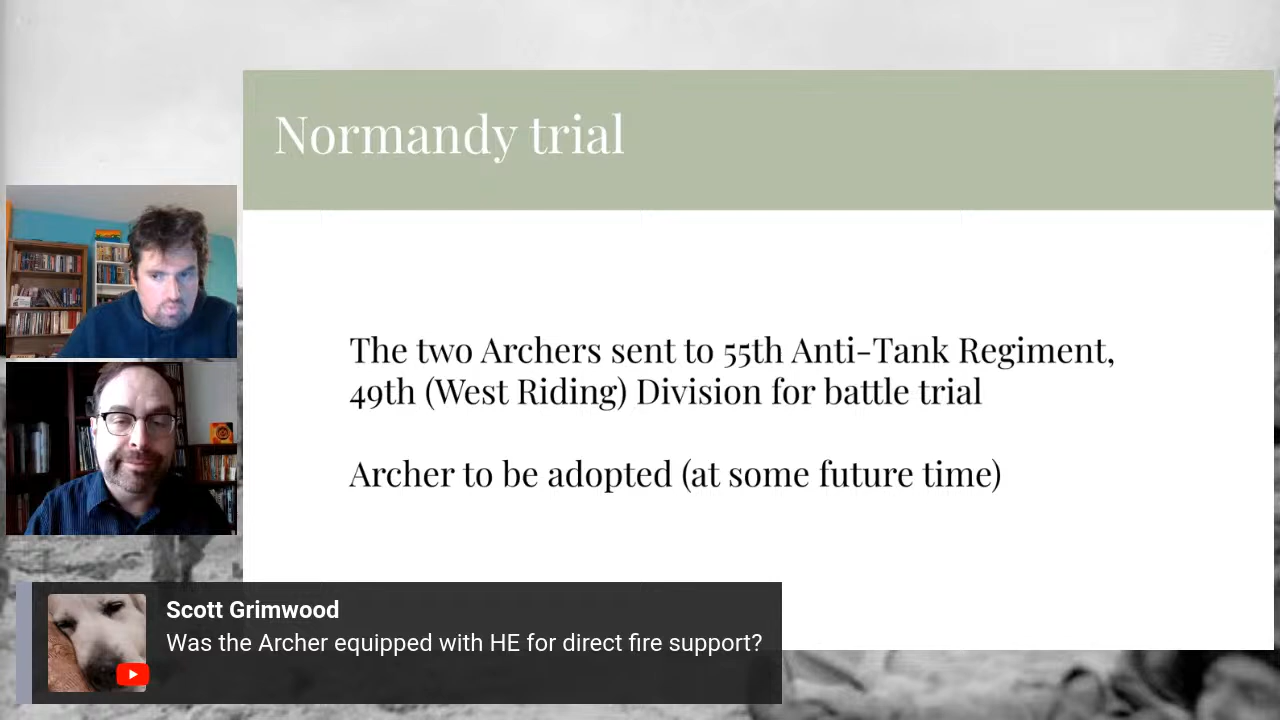 Normandy trial
The two Archers sent to 55th Anti-Tank Regiment,
49th (West Riding) Division for battle trial
Archer to be adopted (at some future time)
Scott Grimwood
Was the Archer equipped with HE for direct fire support?